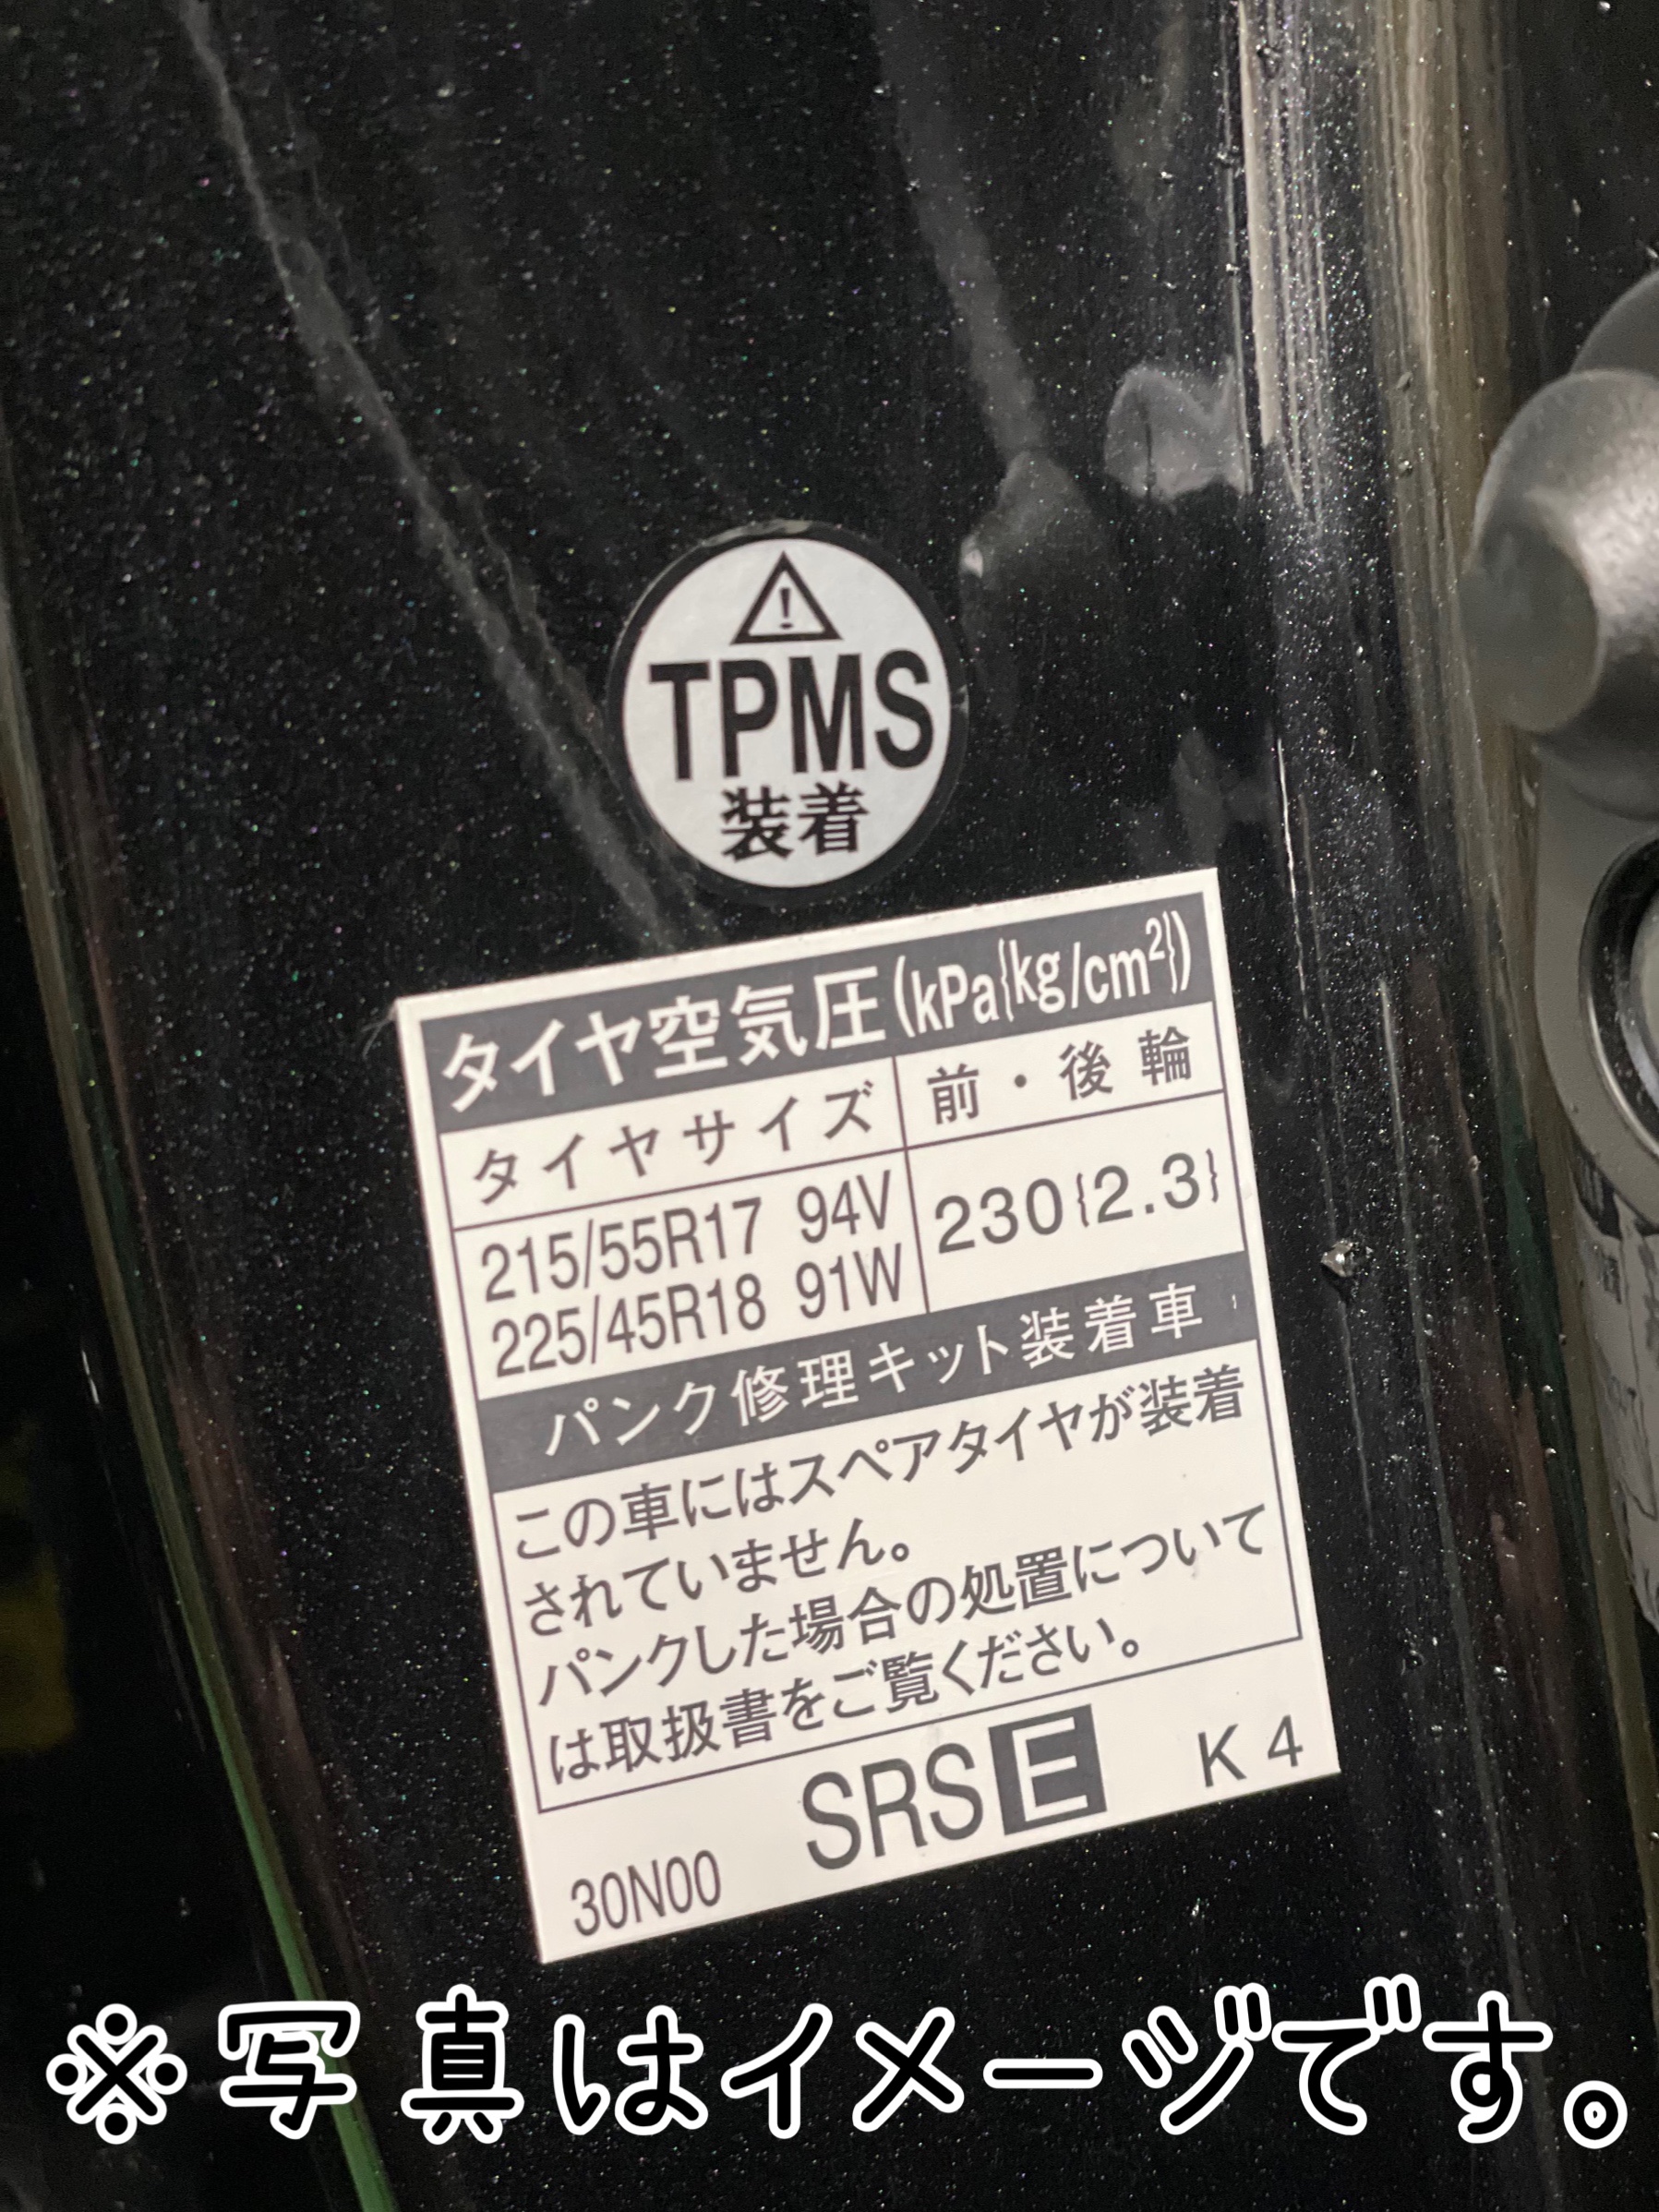 TPMS
装着
タイヤ空気圧(kPa{kg/cm²})
タイヤサイズ 前・後輪
215/55R17 94V 230{2.3}
225/45R18 91W
パンク修理キット装着車
この車にはスペアタイヤが装着
されていません。
パンクした場合の処置について
は取扱書をご覧ください。
30N00 SRS E K4
※写真はイメージです。